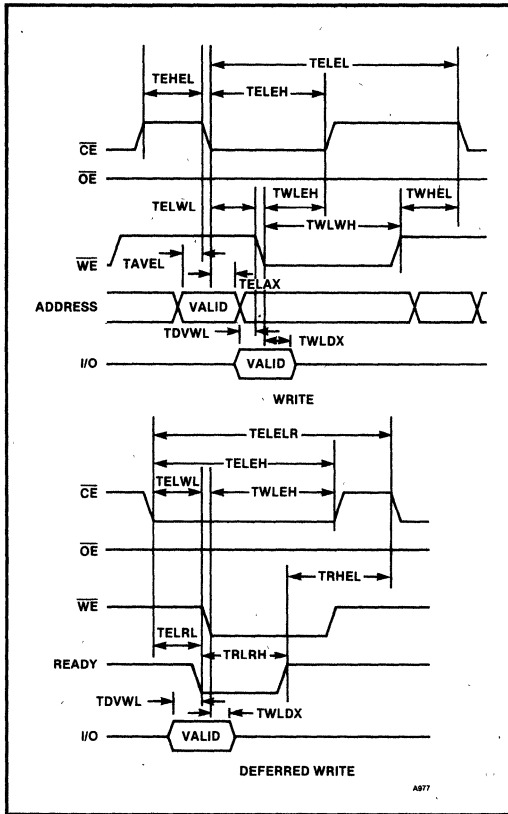 TELEL
TEHEL TELEH
CE
OE
TELWL TWLEH TWHEL
TWLWH
WE
TAVEL
TELAX
ADDRESS VALID
TDVWL TWLDX
I/O VALID
WRITE
TELELR
TELEH
TELWL TWLEH
CE
OE
TRHEL
WE
TELRL
TRLRH
READY
TDVWL TWLDX
I/O VALID
DEFERRED WRITE
A977